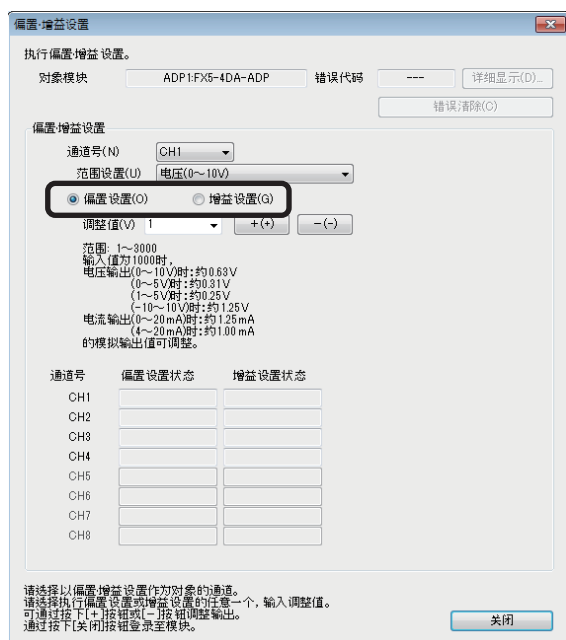 偏置·增益设置
执行偏置·增益设置。
对象模块 ADP1:FX5-4DA-ADP 错误代码 --- 详细显示(D)...
错误清除(C)
偏置·增益设置
通道号(N) CH1
范围设置(U) 电压(0～10V)
偏置设置(O) 增益设置(G)
调整值(V) 1 +(+) -(-)
范围: 1～3000
输入值为1000时,
电压输出(0～10V)时:约0.63V
(0～5V)时:约0.31V
(1～5V)时:约0.25V
(-10～10V)时:约1.25V
电流输出(0～20mA)时:约1.25mA
(4～20mA)时:约1.00mA
的模拟输出值可调整。
通道号 偏置设置状态 增益设置状态
CH1
CH2
CH3
CH4
CH5
CH6
CH7
CH8
请选择以偏置·增益设置作为对象的通道。
请选择执行偏置设置或增益设置的任意一个, 输入调整值。
可通过按下[+]按钮或[-]按钮调整输出。
通过按下[关闭]按钮登录至模块。
关闭